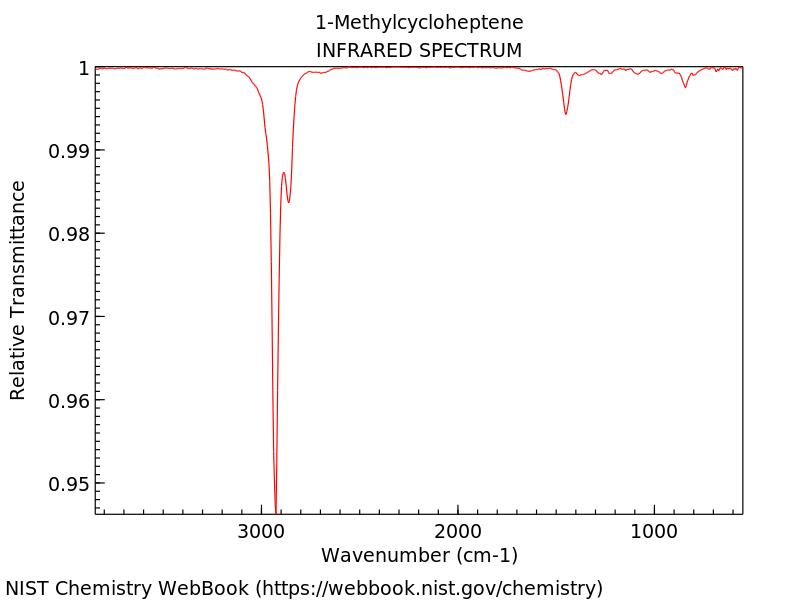 1-Methylcycloheptene
INFRARED SPECTRUM
1
0.99
0.98
0.97
0.96
0.95
Relative Transmittance
3000 2000 1000
Wavenumber (cm-1)
NIST Chemistry WebBook (https://webbook.nist.gov/chemistry)